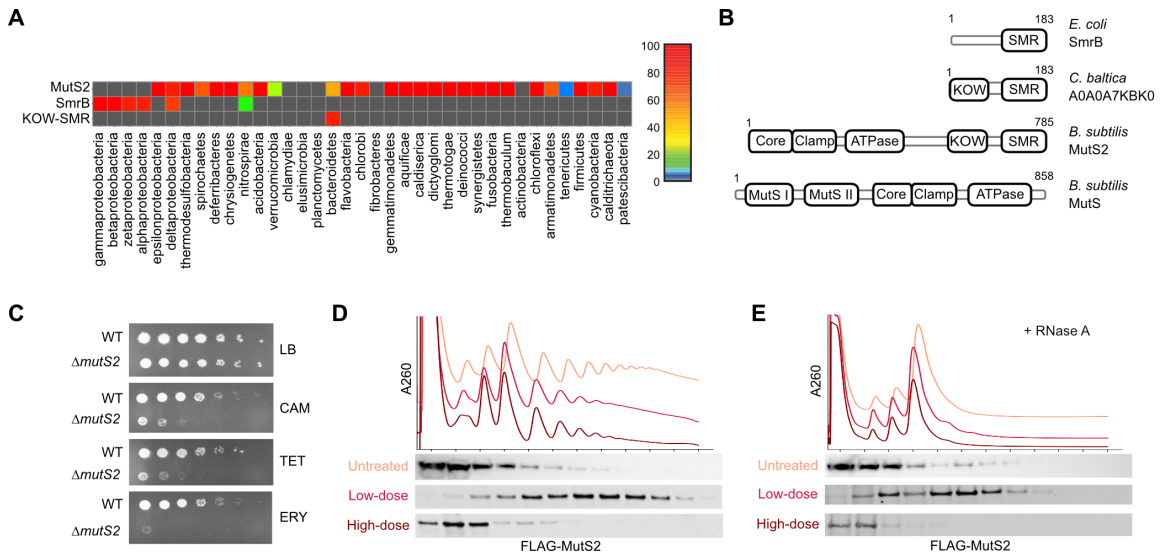 A
MutS2
SmrB
KOW-SMR
gammaproteobacteria
betaproteobacteria
zetaproteobacteria
alphaproteobacteria
epsilonproteobacteria
deltaproteobacteria
thermodesulfobacteria
spirochaetes
deferribacteres
chrysiogenetes
nitrospirae
acidobacteria
verrucomicrobia
chlamydiae
elusimicrobia
planctomycetes
bacteroidetes
flavobacteria
chlorobi
fibrobacteres
gemmatimonadetes
aquificae
caldiserica
dictyoglomi
thermotogae
deinococci
synergistetes
fusobacteria
thermobaculum
actinobacteria
chloroflexi
armatimonadetes
tenericutes
firmicutes
cyanobacteria
calditrichaeota
patescibacteria
100
80
60
40
20
0
B
1 183
SMR
E. coli
SmrB
1 183
KOW SMR
C. baltica
A0A0A7KBK0
1 785
Core Clamp ATPase KOW SMR
B. subtilis
MutS2
1 858
MutS I MutS II Core Clamp ATPase
B. subtilis
MutS
C
WT
ΔmutS2
LB
WT
ΔmutS2
CAM
WT
ΔmutS2
TET
WT
ΔmutS2
ERY
D
A260
Untreated
Low-dose
High-dose
FLAG-MutS2
E
+ RNase A
A260
Untreated
Low-dose
High-dose
FLAG-MutS2